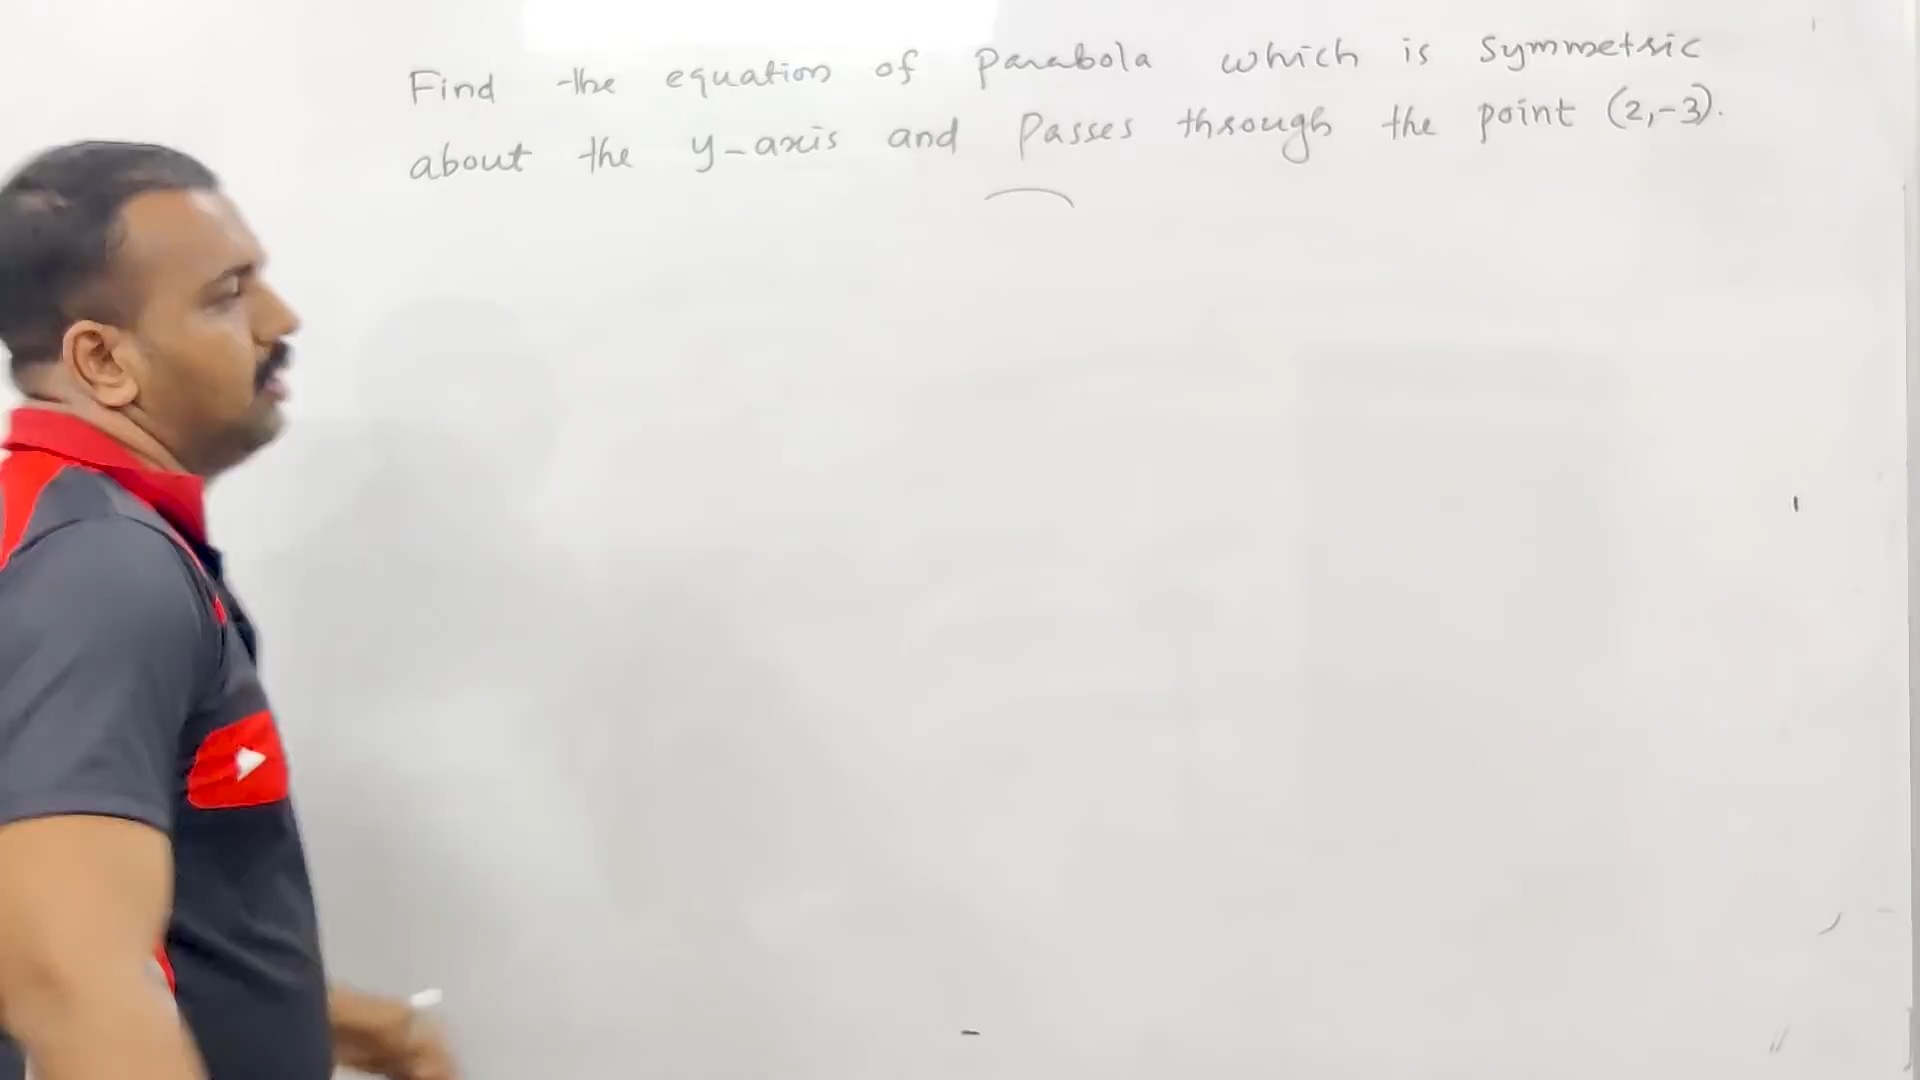 Find the equation of Parabola which is Symmetric
about the y-axis and Passes through the point (2,-3).